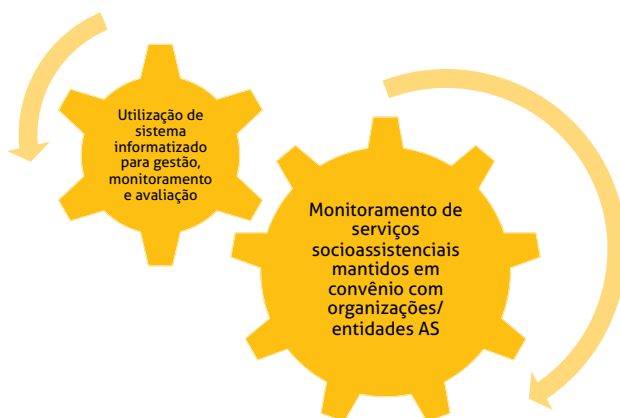 Utilização de
sistema
informatizado
para gestão,
monitoramento
e avaliação
Monitoramento de
serviços
socioassistenciais
mantidos em
convênio com
organizações/
entidades AS